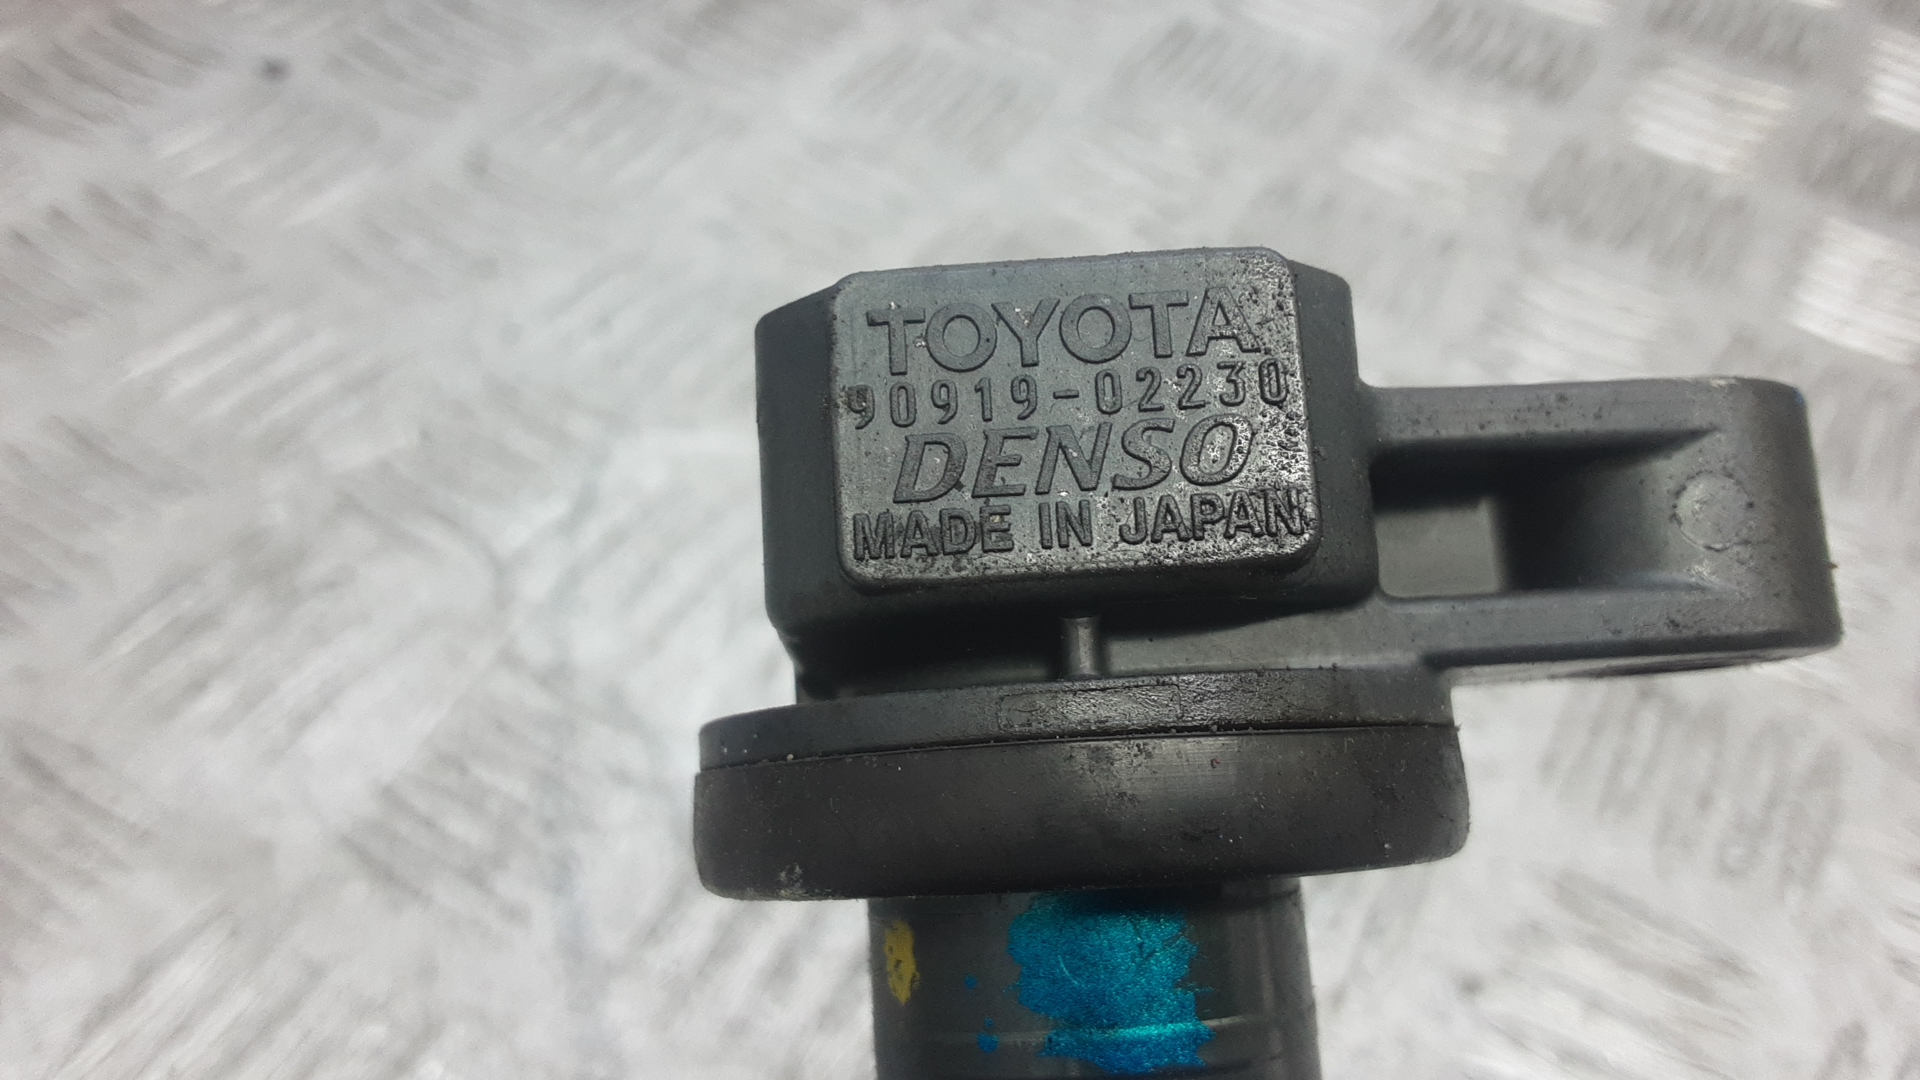 TOYOTA
90919-02230
DENSO
MADE IN JAPAN